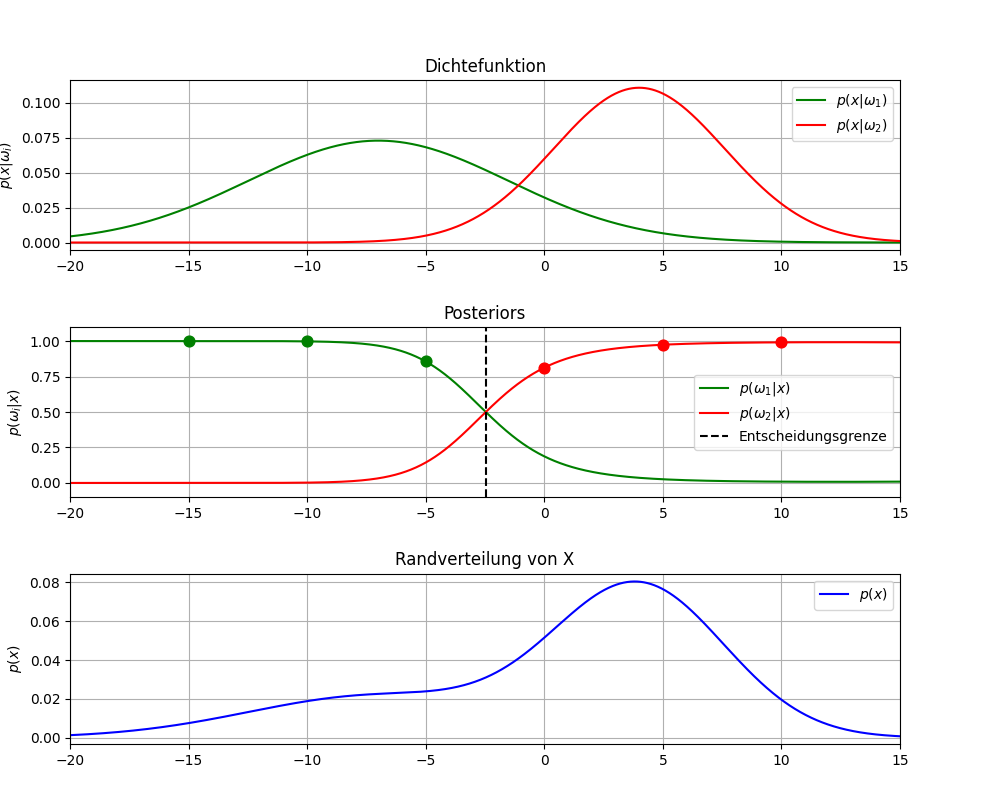 Dichtefunktion
p(x|ωᵢ)
0.100
0.075
0.050
0.025
0.000
p(x|ω₁)
p(x|ω₂)
−20 −15 −10 −5 0 5 10 15
Posteriors
p(ωᵢ|x)
1.00
0.75
0.50
0.25
0.00
p(ω₁|x)
p(ω₂|x)
Entscheidungsgrenze
−20 −15 −10 −5 0 5 10 15
Randverteilung von X
p(x)
0.08
0.06
0.04
0.02
0.00
p(x)
−20 −15 −10 −5 0 5 10 15